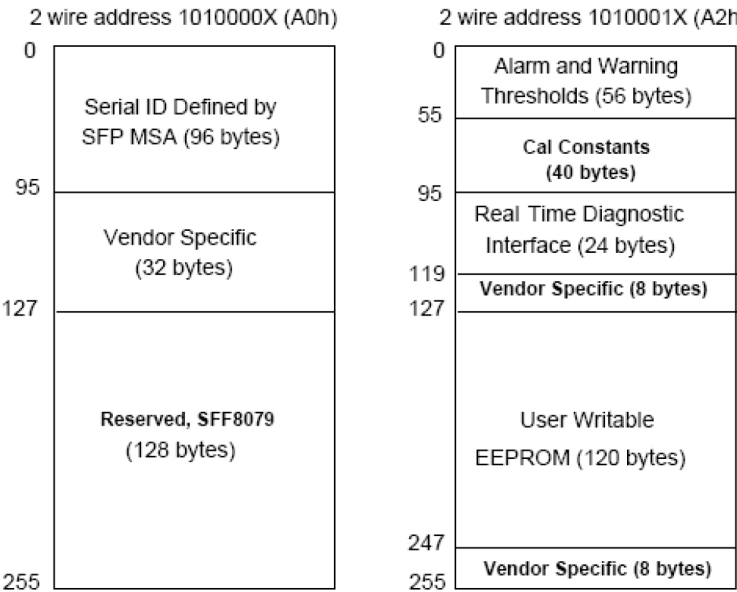 2 wire address 1010000X (A0h)
0
Serial ID Defined by
SFP MSA (96 bytes)
95
Vendor Specific
(32 bytes)
127
Reserved, SFF8079
(128 bytes)
255
2 wire address 1010001X (A2h
0
Alarm and Warning
Thresholds (56 bytes)
55
Cal Constants
(40 bytes)
95
Real Time Diagnostic
Interface (24 bytes)
119
Vendor Specific (8 bytes)
127
User Writable
EEPROM (120 bytes)
247
Vendor Specific (8 bytes)
255